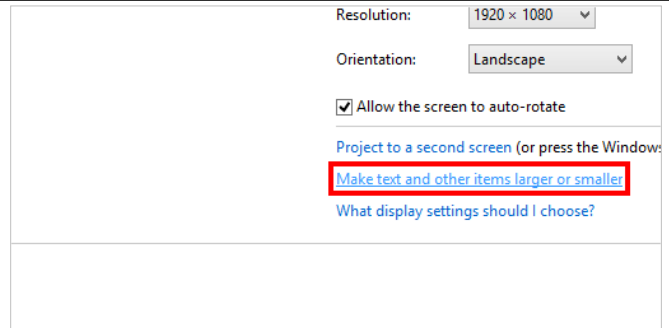 Resolution: 1920 × 1080
Orientation: Landscape
Allow the screen to auto-rotate
Project to a second screen (or press the Window
Make text and other items larger or smaller
What display settings should I choose?